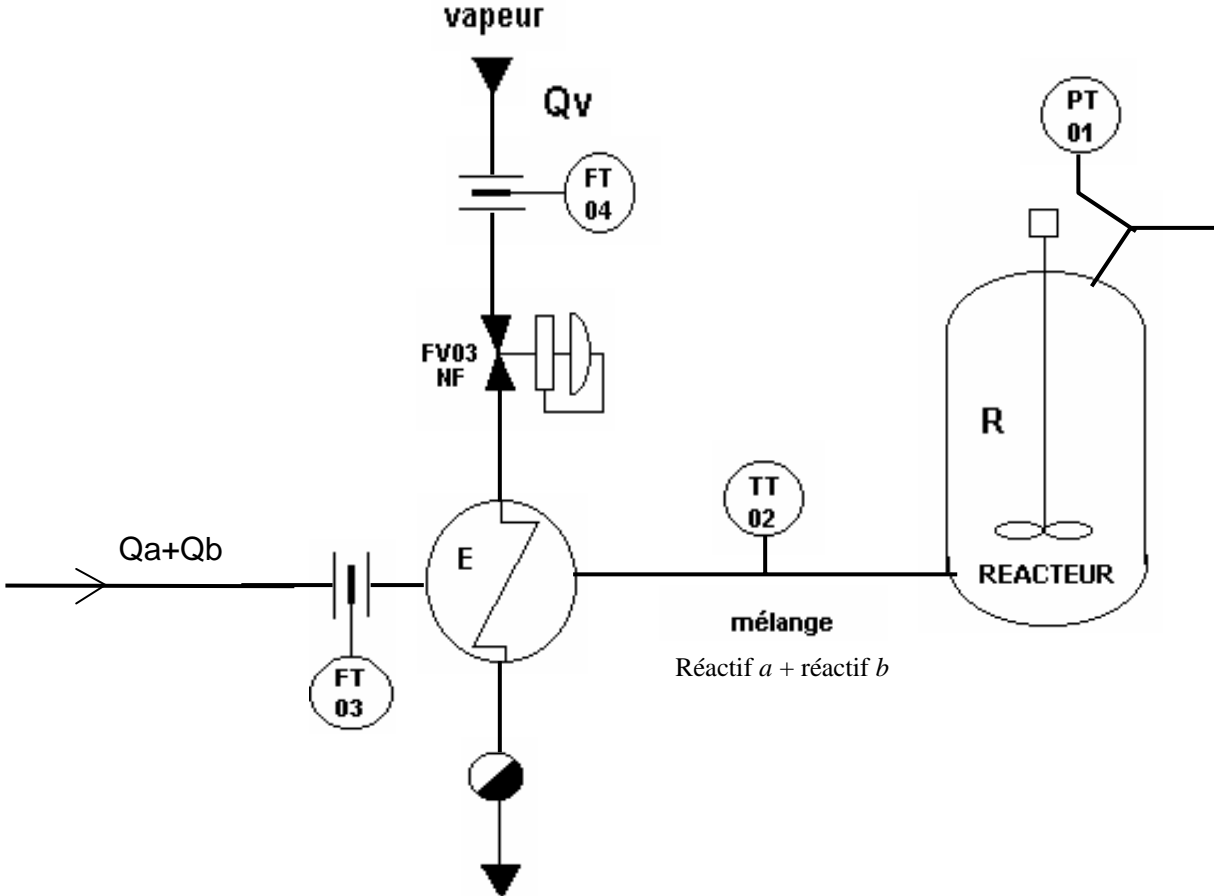 vapeur
Qv
PT
01
FT
04
FV03
NF
R
TT
02
Qa+Qb
E
REACTEUR
mélange
Réactif a + réactif b
FT
03